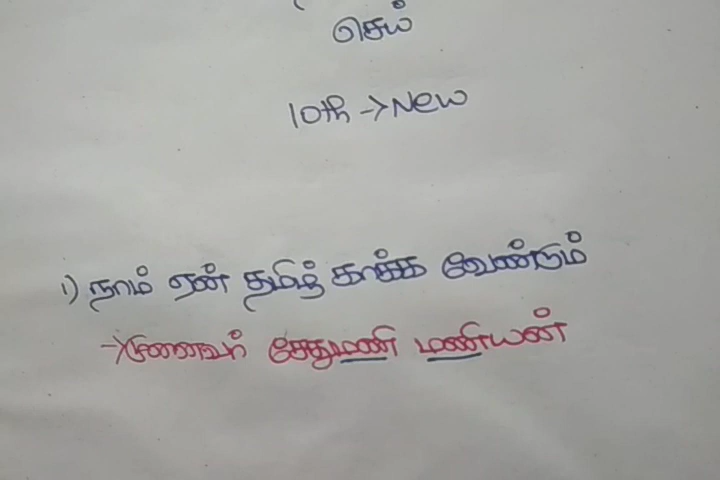 செய்
10th → New
1) நாம் ஏன் தமிழ் காக்க வேண்டும்
→ முனைவர் சேதுமணி மணியன்